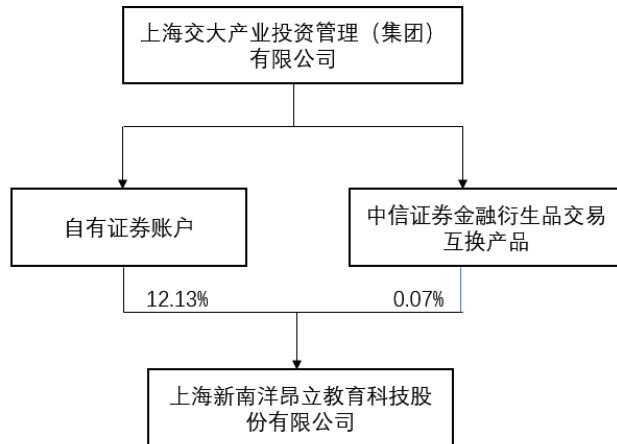 上海交大产业投资管理（集团）
有限公司
自有证券账户
中信证券金融衍生品交易
互换产品
12.13%
0.07%
上海新南洋昂立教育科技股
份有限公司